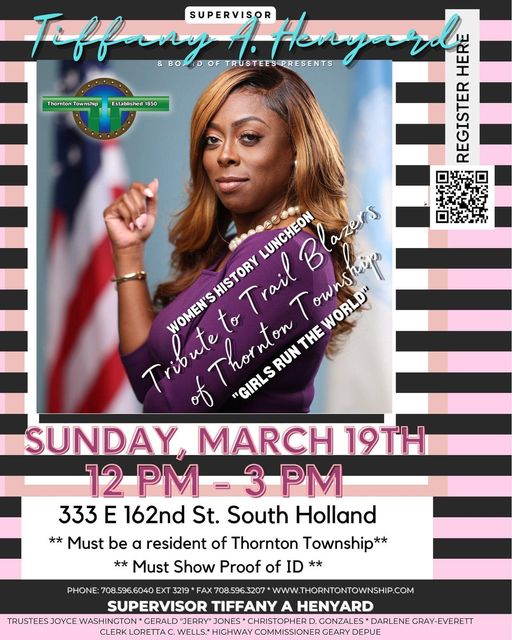 SUPERVISOR
Tiffany A. Henyard
& BOARD OF TRUSTEES PRESENTS
REGISTER HERE
Thornton Township Established 1850
WOMEN'S HISTORY LUNCHEON
Tribute to Trail Blazers
of Thornton Township
"GIRLS RUN THE WORLD"
SUNDAY, MARCH 19TH
12 PM - 3 PM
333 E 162nd St. South Holland
** Must be a resident of Thornton Township**
** Must Show Proof of ID **
PHONE: 708.596.6040 EXT 3219 * FAX 708.596.3207 * WWW.THORNTONTOWNSHIP.COM
SUPERVISOR TIFFANY A HENYARD
TRUSTEES JOYCE WASHINGTON * GERALD "JERRY" JONES * CHRISTOPHER D. GONZALES * DARLENE GRAY-EVERETT
CLERK LORETTA C. WELLS.* HIGHWAY COMMISSIONER GEARY DEPUE